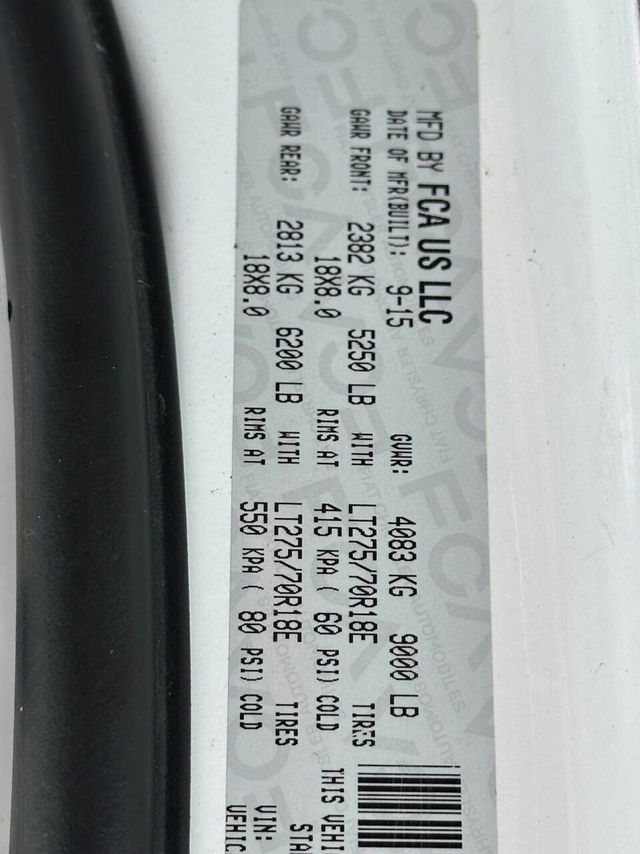 MFD BY FCA US LLC
DATE OF MFR(BUILT): 9-15 GVWR: 4083 KG 9000 LB
GAWR FRONT: 2382 KG 5250 LB WITH LT275/70R18E TIRES
18X8.0 RIMS AT 415 KPA ( 60 PSI) COLD
GAWR REAR: 2813 KG 6200 LB WITH LT275/70R18E TIRES
18X8.0 RIMS AT 550 KPA ( 80 PSI) COLD
THIS VEHI
STAN
VIN:
VEHIC